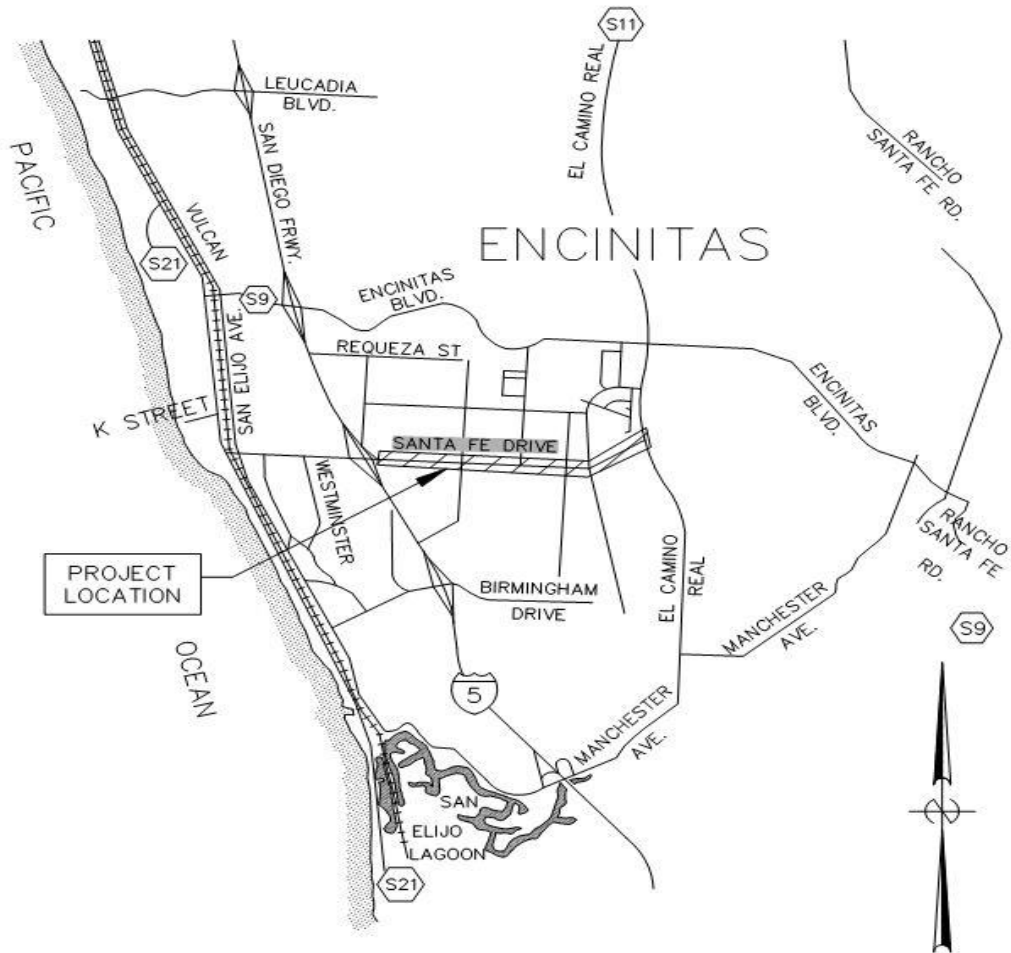 S11
LEUCADIA
BLVD.
EL CAMINO REAL
SAN DIEGO FRWY.
RANCHO
SANTA FE RD.
PACIFIC
VULCAN
S21
ENCINITAS
S9
ENCINITAS
BLVD.
SAN ELIJO AVE.
REQUEZA ST
K STREET
ENCINITAS
BLVD.
SANTA FE DRIVE
WESTMINSTER
RANCHO
SANTA FE
RD.
PROJECT
LOCATION
BIRMINGHAM
DRIVE
EL CAMINO
REAL
MANCHESTER
AVE.
S9
OCEAN
5
MANCHESTER
AVE.
SAN
ELIJO
LAGOON
S21